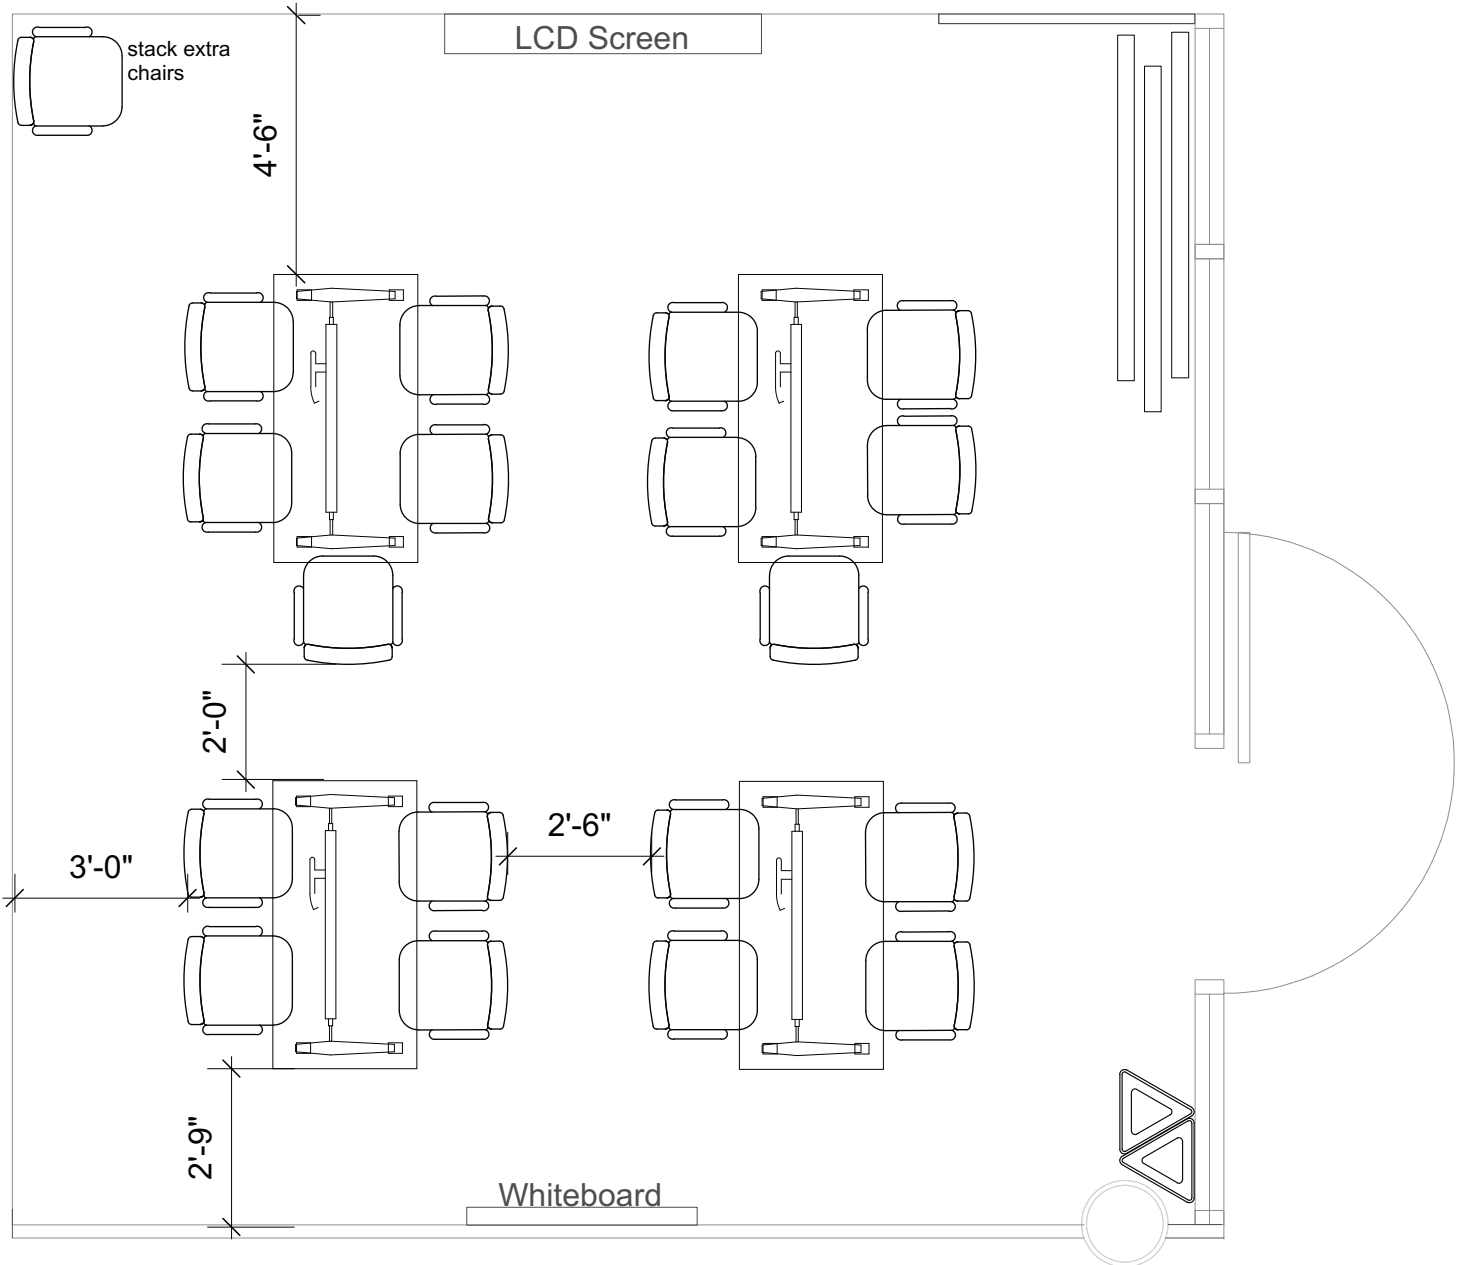 LCD Screen
stack extra
chairs
4'-6"
2'-0"
2'-6"
3'-0"
2'-9"
Whiteboard